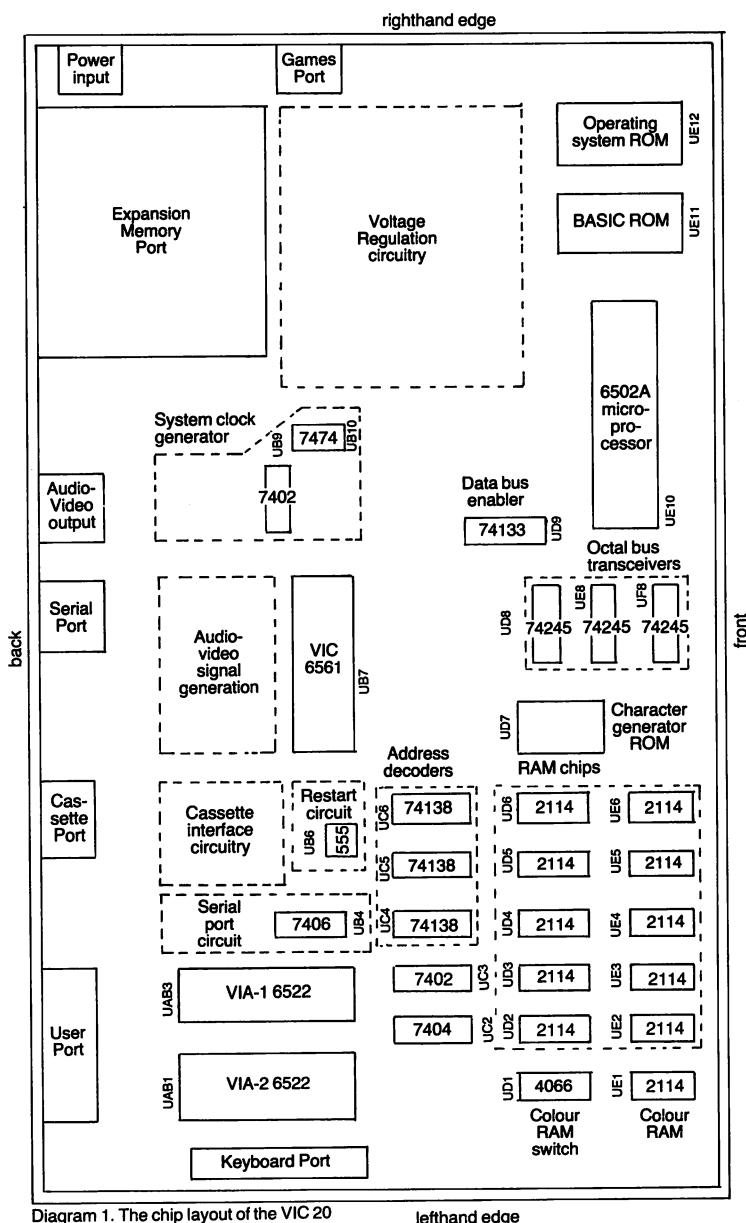 righthand edge
Power
input
Games
Port
Operating
system ROM
UE12
Expansion
Memory
Port
Voltage
Regulation
circuitry
BASIC ROM
UE11
6502A
micro-
pro-
cessor
UE10
System clock
generator
UB9
7474
UB10
7402
Audio-
Video
output
Data bus
enabler
74133
UD9
Octal bus
transceivers
UD8
74245
UE8
74245
UF8
74245
Serial
Port
back
front
Audio-
video
signal
generation
VIC
6561
UB7
UD7
Character
generator
ROM
Address
decoders
RAM chips
Cas-
sette
Port
Cassette
interface
circuitry
Restart
circuit
UB6
555
UC6
74138
UC5
74138
UC4
74138
UD6
2114
UE6
2114
UD5
2114
UE5
2114
UD4
2114
UE4
2114
Serial
port
circuit
7406
UB4
User
Port
UAB3
VIA-1 6522
7402
UC3
UD3
2114
UE3
2114
7404
UC2
UD2
2114
UE2
2114
UAB1
VIA-2 6522
UD1
4066
Colour
RAM
switch
UE1
2114
Colour
RAM
Keyboard Port
Diagram 1. The chip layout of the VIC 20
lefthand edge